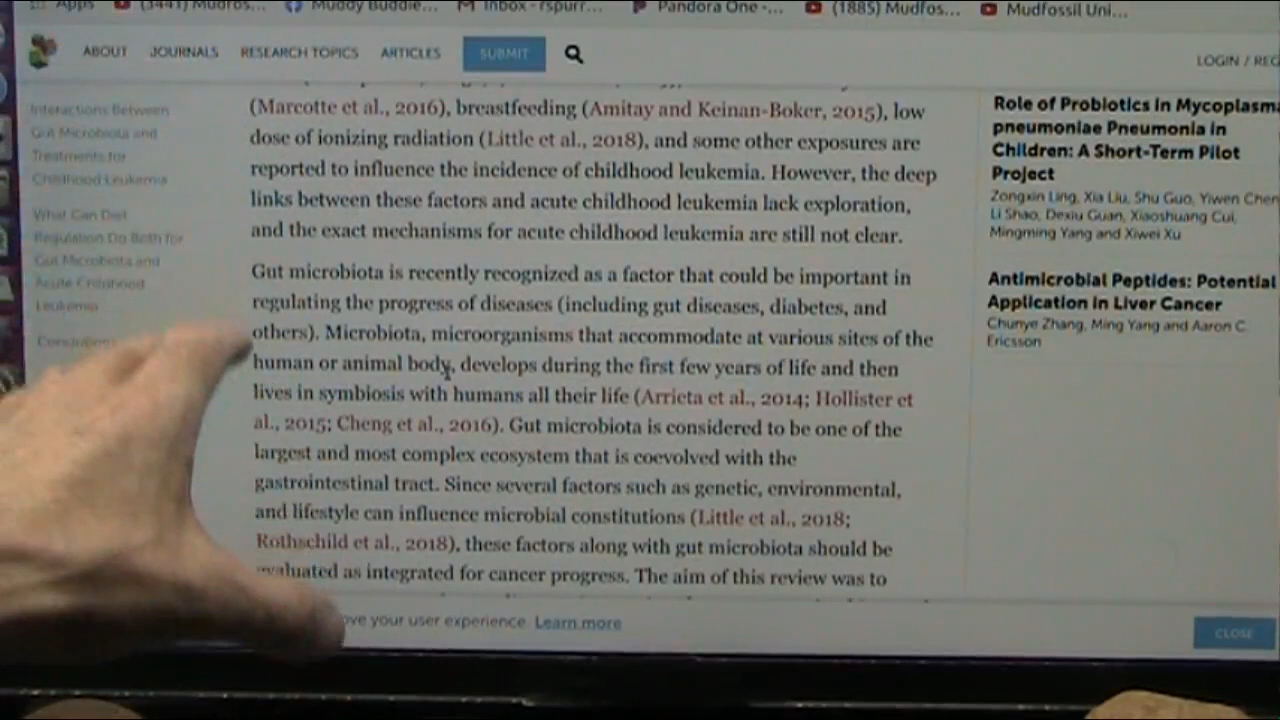 Apps (3441) Mudfos... Muddy Buddie... Inbox - rspurr... Pandora One -... (1885) Mudfos... Mudfossil Uni...
ABOUT JOURNALS RESEARCH TOPICS ARTICLES SUBMIT LOGIN / REG
Interactions Between
Gut Microbiota and
Treatments for
Childhood Leukemia
What Can Diet
Regulation Do Both for
Gut Microbiota and
Acute Childhood
Leukemia
Conclusions
(Marcotte et al., 2016), breastfeeding (Amitay and Keinan-Boker, 2015), low
dose of ionizing radiation (Little et al., 2018), and some other exposures are
reported to influence the incidence of childhood leukemia. However, the deep
links between these factors and acute childhood leukemia lack exploration,
and the exact mechanisms for acute childhood leukemia are still not clear.
Gut microbiota is recently recognized as a factor that could be important in
regulating the progress of diseases (including gut diseases, diabetes, and
others). Microbiota, microorganisms that accommodate at various sites of the
human or animal body, develops during the first few years of life and then
lives in symbiosis with humans all their life (Arrieta et al., 2014; Hollister et
al., 2015; Cheng et al., 2016). Gut microbiota is considered to be one of the
largest and most complex ecosystem that is coevolved with the
gastrointestinal tract. Since several factors such as genetic, environmental,
and lifestyle can influence microbial constitutions (Little et al., 2018;
Rothschild et al., 2018), these factors along with gut microbiota should be
evaluated as integrated for cancer progress. The aim of this review was to
Role of Probiotics in Mycoplasma
pneumoniae Pneumonia in
Children: A Short-Term Pilot
Project
Zongxin Ling, Xia Liu, Shu Guo, Yiwen Chen
Li Shao, Dexiu Guan, Xiaoshuang Cui,
Mingming Yang and Xiwei Xu
Antimicrobial Peptides: Potential
Application in Liver Cancer
Chunye Zhang, Ming Yang and Aaron C.
Ericsson
ove your user experience. Learn more
CLOSE